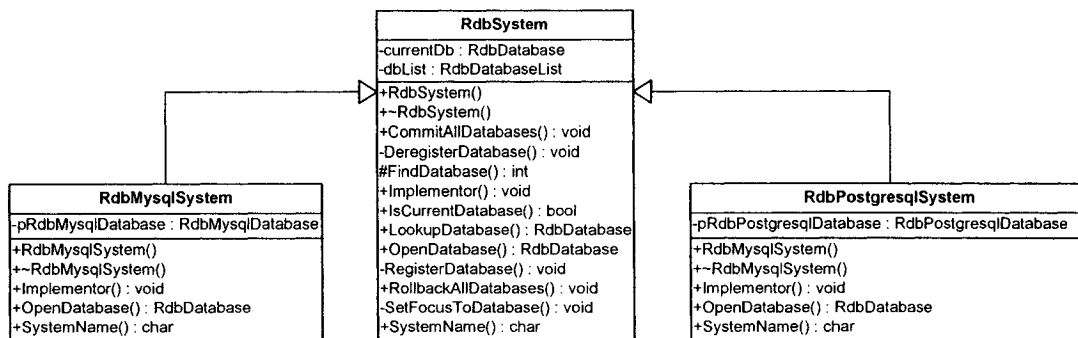 RdbSystem
-currentDb : RdbDatabase
-dbList : RdbDatabaseList
+RdbSystem()
+~RdbSystem()
+CommitAllDatabases() : void
-DeregisterDatabase() : void
#FindDatabase() : int
+Implementor() : void
+IsCurrentDatabase() : bool
+LookupDatabase() : RdbDatabase
+OpenDatabase() : RdbDatabase
-RegisterDatabase() : void
+RollbackAllDatabases() : void
-SetFocusToDatabase() : void
+SystemName() : char
RdbMysqlSystem
-pRdbMysqlDatabase : RdbMysqlDatabase
+RdbMysqlSystem()
+~RdbMysqlSystem()
+Implementor() : void
+OpenDatabase() : RdbDatabase
+SystemName() : char
RdbPostgresqlSystem
-pRdbPostgresqlDatabase : RdbPostgresqlDatabase
+RdbMysqlSystem()
+~RdbMysqlSystem()
+Implementor() : void
+OpenDatabase() : RdbDatabase
+SystemName() : char